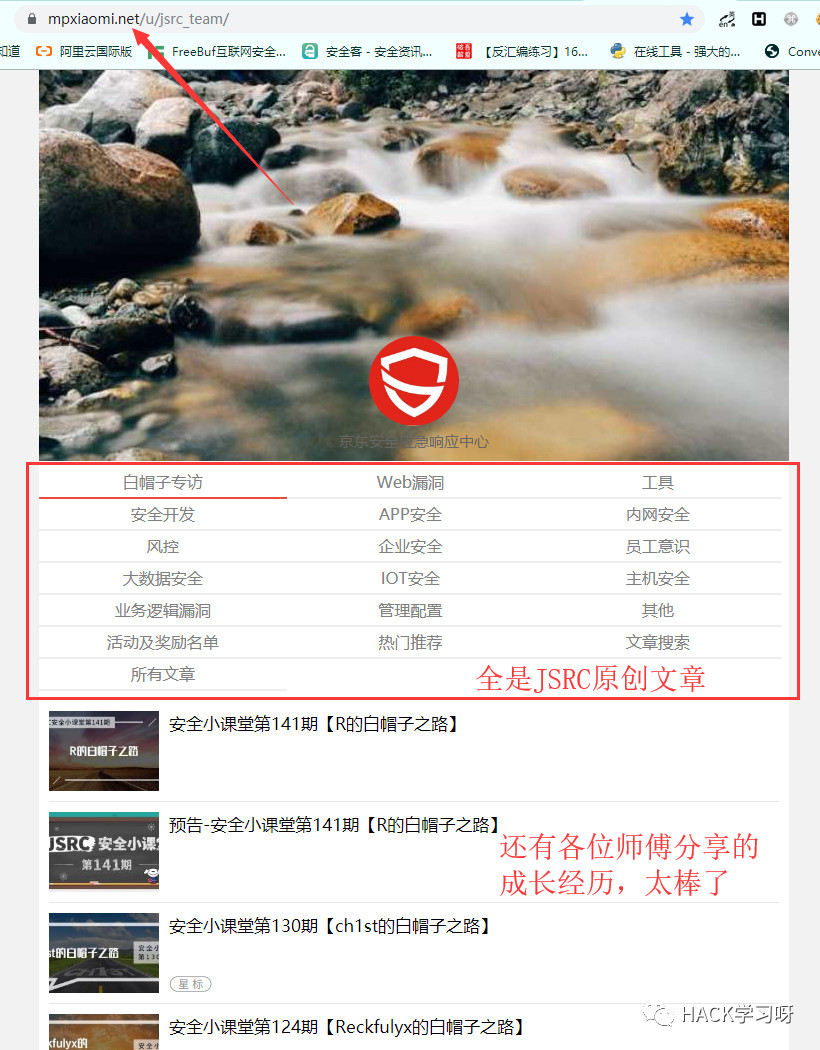 mpxiaomi.net/u/jsrc_team/
知道 阿里云国际版 FreeBuf互联网安全... 安全客 - 安全资讯... 【反汇编练习】16... 在线工具 - 强大的... Conve
京东安全应急响应中心
白帽子专访 Web漏洞 工具
安全开发 APP安全 内网安全
风控 企业安全 员工意识
大数据安全 IOT安全 主机安全
业务逻辑漏洞 管理配置 其他
活动及奖励名单 热门推荐 文章搜索
所有文章
全是JSRC原创文章
安全小课堂第141期
R的白帽子之路
安全小课堂第141期【R的白帽子之路】
JSRC 安全小课堂
第141期
预告-安全小课堂第141期【R的白帽子之路】
还有各位师傅分享的
成长经历，太棒了
st的白帽子之路
安全小
第130
安全小课堂第130期【ch1st的白帽子之路】
星标
kfulyx的
安全小
安全小课堂第124期【Reckfulyx的白帽子之路】
HACK学习呀